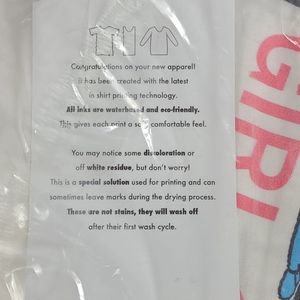 Congratulations on your new apparel!
It has been created with the latest
in shirt printing technology.
All inks are waterbased and eco-friendly.
This gives each print a soft comfortable feel.
You may notice some discoloration or
off white residue, but don't worry!
This is a special solution used for printing and can
sometimes leave marks during the drying process.
These are not stains, they will wash off
after their first wash cycle.
GIRL